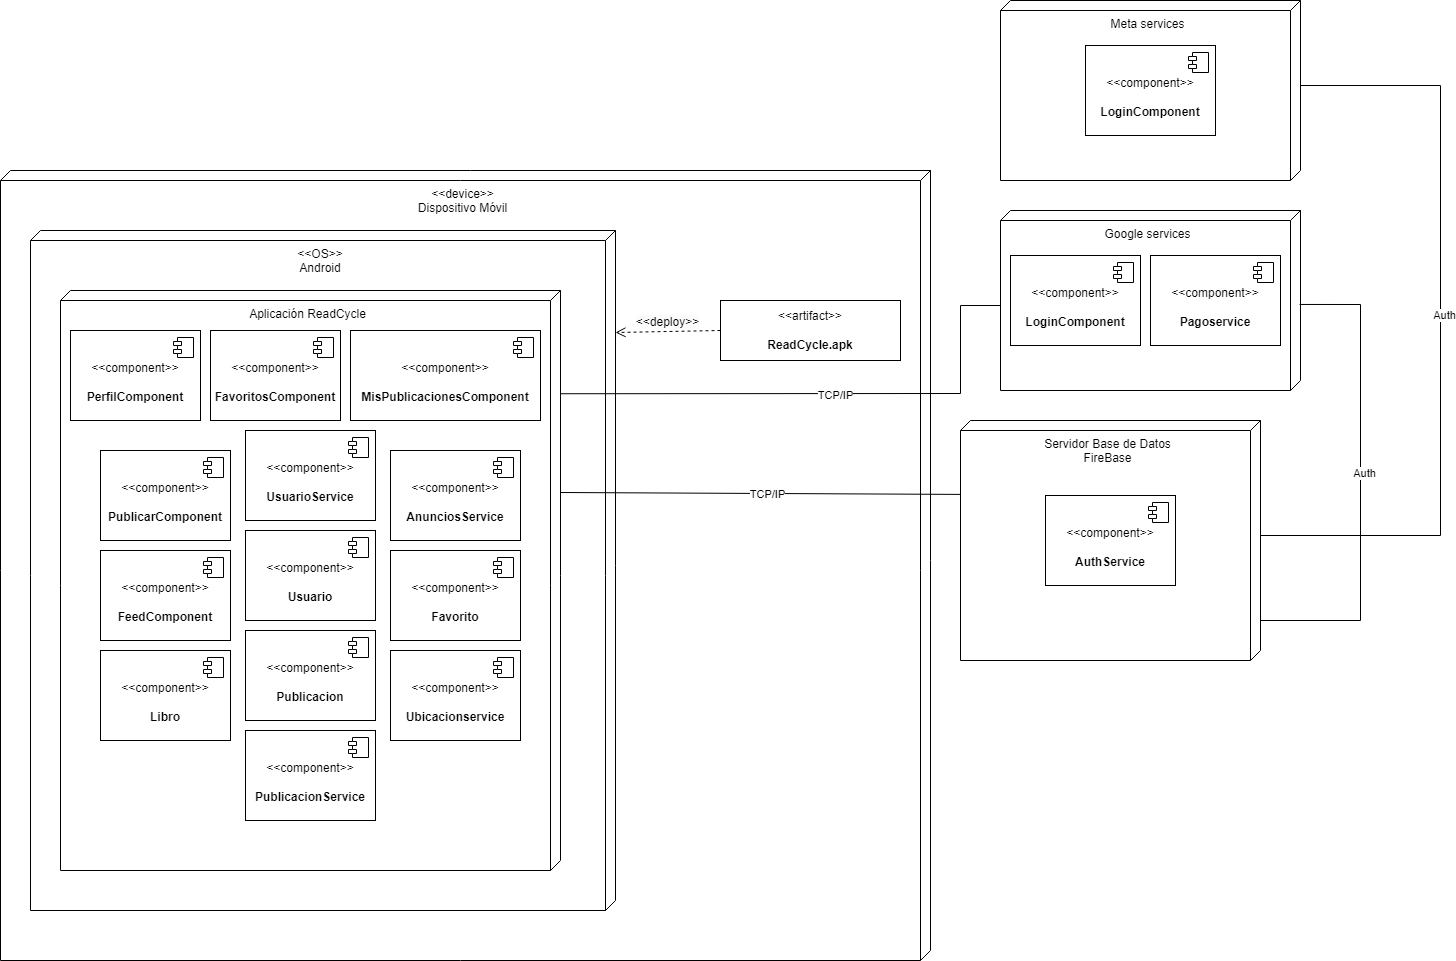 Meta services
<<component>>
LoginComponent
Auth
Google services
<<component>>
LoginComponent
<<component>>
Pagoservice
Auth
Servidor Base de Datos
FireBase
<<component>>
AuthService
<<device>>
Dispositivo Móvil
<<OS>>
Android
<<deploy>>
<<artifact>>
ReadCycle.apk
TCP/IP
TCP/IP
Aplicación ReadCycle
<<component>>
PerfilComponent
<<component>>
FavoritosComponent
<<component>>
MisPublicacionesComponent
<<component>>
PublicarComponent
<<component>>
UsuarioService
<<component>>
AnunciosService
<<component>>
FeedComponent
<<component>>
Usuario
<<component>>
Favorito
<<component>>
Libro
<<component>>
Publicacion
<<component>>
Ubicacionservice
<<component>>
PublicacionService